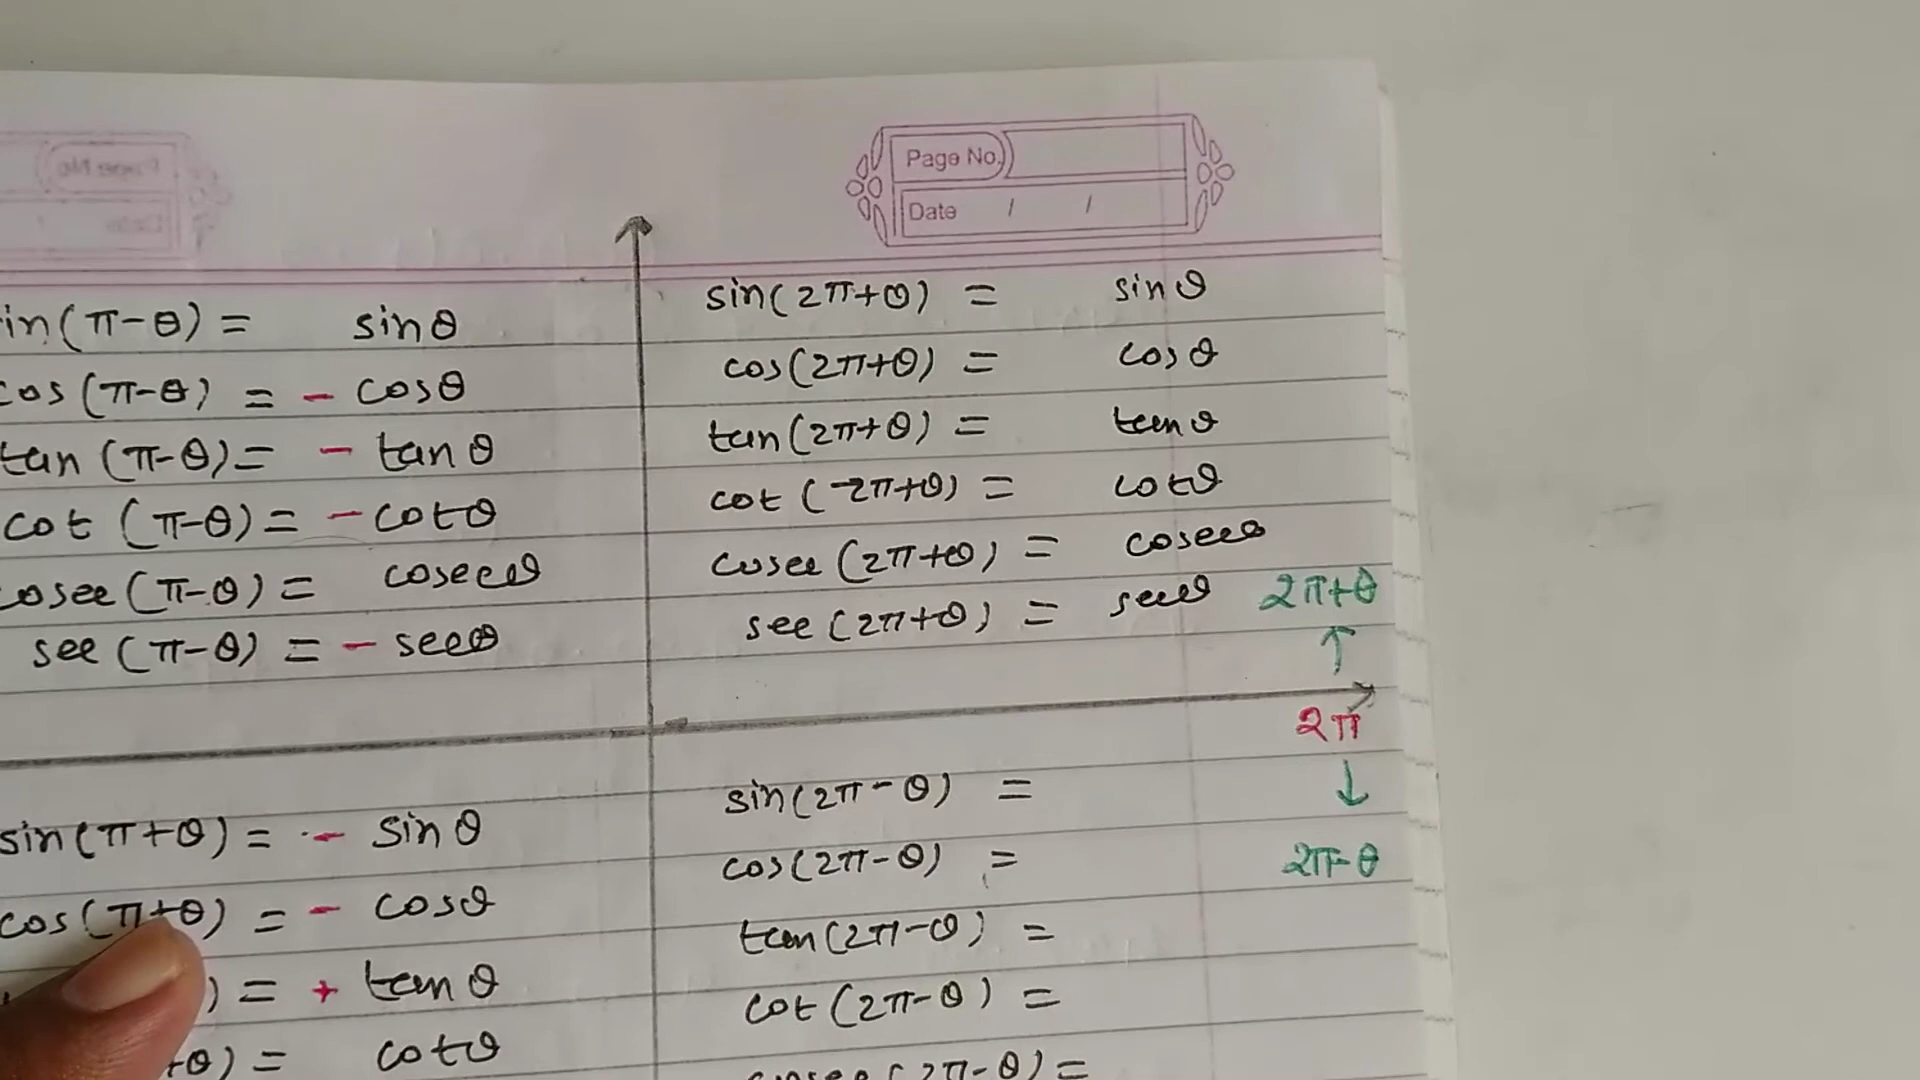 Page No.
Date / /
in(π-θ) = sinθ
cos(π-θ) = - cosθ
tan(π-θ) = - tanθ
cot(π-θ) = - cotθ
cosec(π-θ) = cosecθ
sec(π-θ) = - secθ
sin(2π+θ) = sinθ
cos(2π+θ) = cosθ
tan(2π+θ) = tanθ
cot(2π+θ) = cotθ
cosec(2π+θ) = cosecθ
sec(2π+θ) = secθ
2π+θ
↑
2π
↓
2π-θ
sin(π+θ) = - sinθ
cos(π+θ) = - cosθ
) = + tanθ
+θ) = cotθ
sin(2π-θ) =
cos(2π-θ) =
tan(2π-θ) =
cot(2π-θ) =
cosec(2π-θ) =